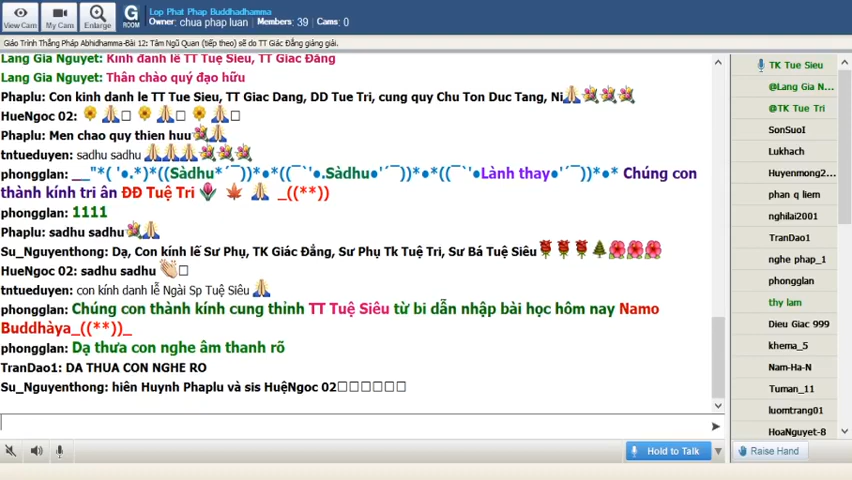 View Cam
My Cam
Enlarge
G
ROOM
Lop Phat Phap Buddhadhamma
Owner: chua phap luan Members: 39 Cams: 0
Giáo Trình Thắng Pháp Abhidhamma-Bài 12: Tâm Ngũ Quan (tiếp theo) sẽ do TT Giác Đẳng giảng giải.
Lang Gia Nguyet: Kính đảnh lễ TT Tuệ Siêu, TT Giác Đẳng
Lang Gia Nguyet: Thân chào quý đạo hữu
Phaplu: Con kinh danh le TT Tue Sieu, TT Giac Dang, DD Tue Tri, cung quy Chu Ton Duc Tang, Ni
HueNgoc 02:
Phaplu: Men chao quy thien huu
tntueduyen: sadhu sadhu
phongglan: __"*( '●.*)*((Sàdhu*´¯))*●*((¯`'●.Sàdhu●'´¯))*●*((¯`'●Lành thay●'´¯))*●* Chúng con
thành kính tri ân ĐĐ Tuệ Tri _((**))
phongglan: 1111
Phaplu: sadhu sadhu
Su_Nguyenthong: Dạ, Con kính lễ Sư Phụ, TK Giác Đẳng, Sư Phụ Tk Tuệ Tri, Sư Bá Tuệ Siêu
HueNgoc 02: sadhu sadhu
tntueduyen: con kính danh lễ Ngài Sp Tuệ Siêu
phongglan: Chúng con thành kính cung thỉnh TT Tuệ Siêu từ bi dẫn nhập bài học hôm nay Namo
Buddhàya_((**))_
phongglan: Dạ thưa con nghe âm thanh rõ
TranDao1: DA THUA CON NGHE RO
Su_Nguyenthong: hiên Huynh Phaplu và sis HuệNgoc 02
Hold to Talk
TK Tue Sieu
@Lang Gia N...
@TK Tue Tri
SonSuoI
Lukhach
Huyenmong2...
phan q liem
nghilai2001
TranDao1
nghe phap_1
phongglan
thy lam
Dieu Giac 999
khema_5
Nam-Ha-N
Tuman_11
luomtrang01
HoaNguyet-8
Raise Hand